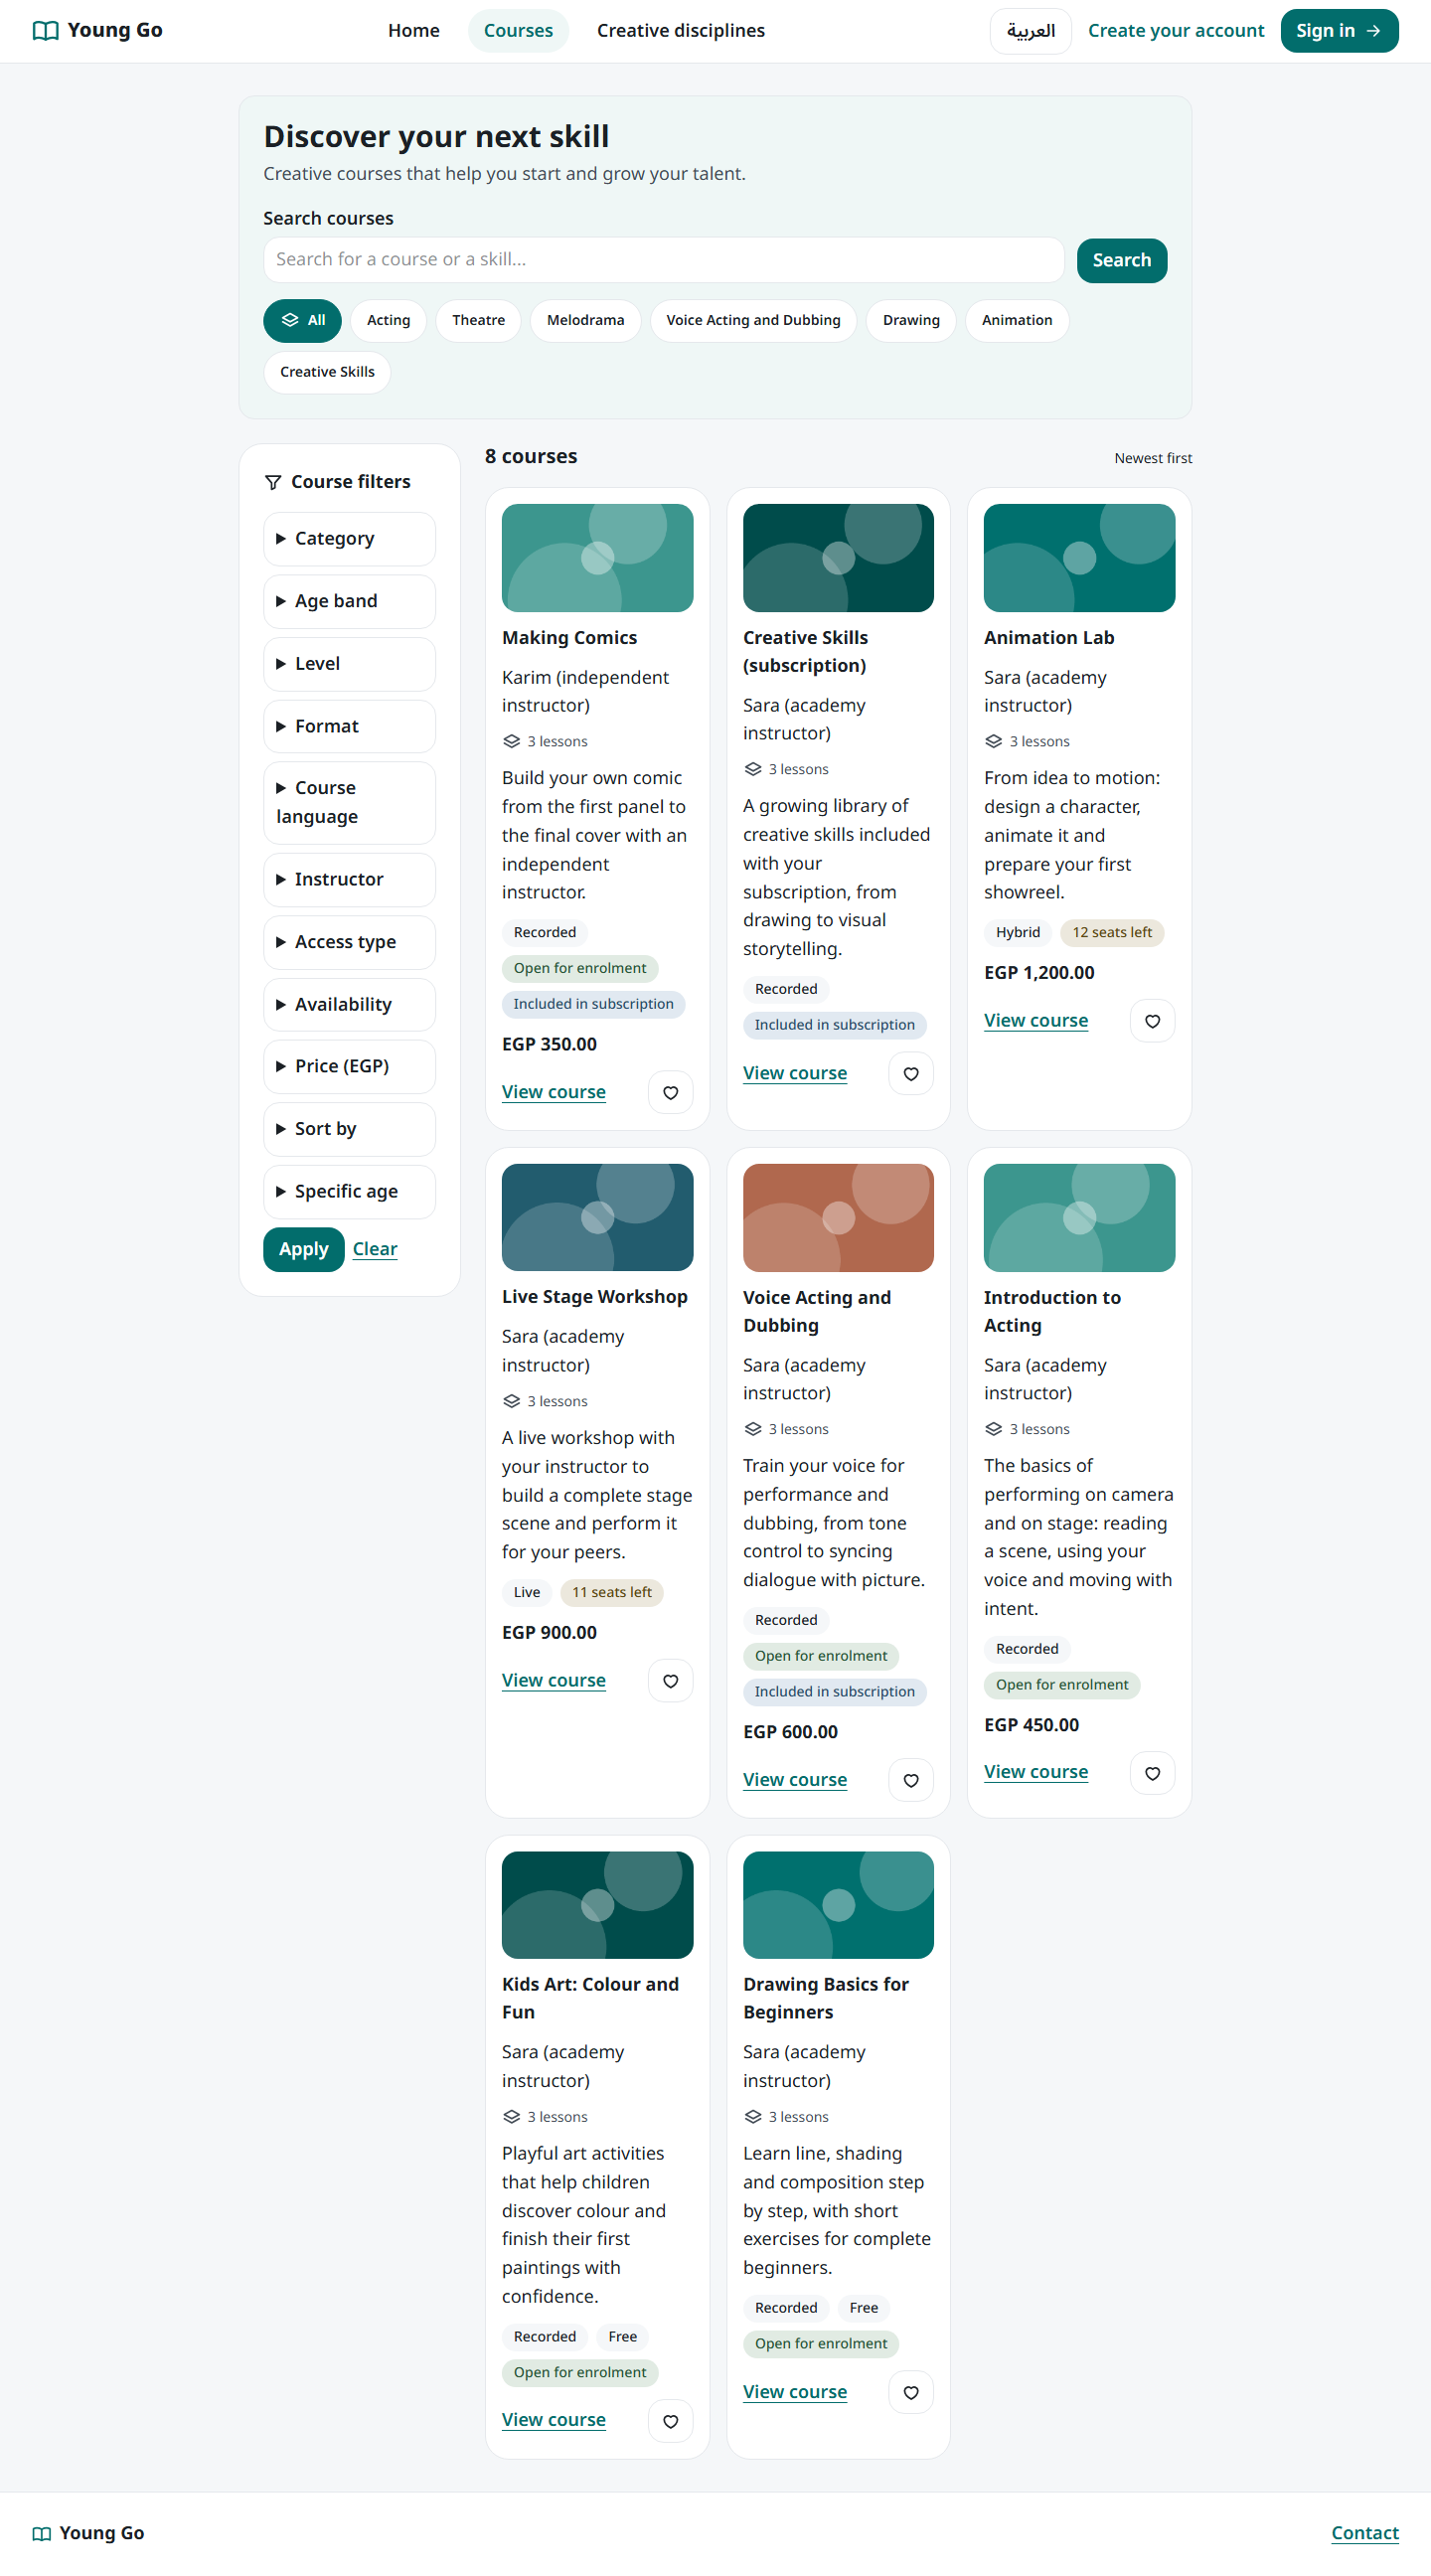 Young Go
Home
Courses
Creative disciplines
العربية
Create your account
Sign in
Discover your next skill
Creative courses that help you start and grow your talent.
Search courses
Search for a course or a skill...
Search
All
Acting
Theatre
Melodrama
Voice Acting and Dubbing
Drawing
Animation
Creative Skills
Course filters
Category
Age band
Level
Format
Course
language
Instructor
Access type
Availability
Price (EGP)
Sort by
Specific age
Apply
Clear
8 courses
Newest first
Making Comics
Karim (independent
instructor)
3 lessons
Build your own comic
from the first panel to
the final cover with an
independent
instructor.
Recorded
Open for enrolment
Included in subscription
EGP 350.00
View course
Creative Skills
(subscription)
Sara (academy
instructor)
3 lessons
A growing library of
creative skills included
with your
subscription, from
drawing to visual
storytelling.
Recorded
Included in subscription
View course
Animation Lab
Sara (academy
instructor)
3 lessons
From idea to motion:
design a character,
animate it and
prepare your first
showreel.
Hybrid
12 seats left
EGP 1,200.00
View course
Live Stage Workshop
Sara (academy
instructor)
3 lessons
A live workshop with
your instructor to
build a complete stage
scene and perform it
for your peers.
Live
11 seats left
EGP 900.00
View course
Voice Acting and
Dubbing
Sara (academy
instructor)
3 lessons
Train your voice for
performance and
dubbing, from tone
control to syncing
dialogue with picture.
Recorded
Open for enrolment
Included in subscription
EGP 600.00
View course
Introduction to
Acting
Sara (academy
instructor)
3 lessons
The basics of
performing on camera
and on stage: reading
a scene, using your
voice and moving with
intent.
Recorded
Open for enrolment
EGP 450.00
View course
Kids Art: Colour and
Fun
Sara (academy
instructor)
3 lessons
Playful art activities
that help children
discover colour and
finish their first
paintings with
confidence.
Recorded
Free
Open for enrolment
View course
Drawing Basics for
Beginners
Sara (academy
instructor)
3 lessons
Learn line, shading
and composition step
by step, with short
exercises for complete
beginners.
Recorded
Free
Open for enrolment
View course
Young Go
Contact